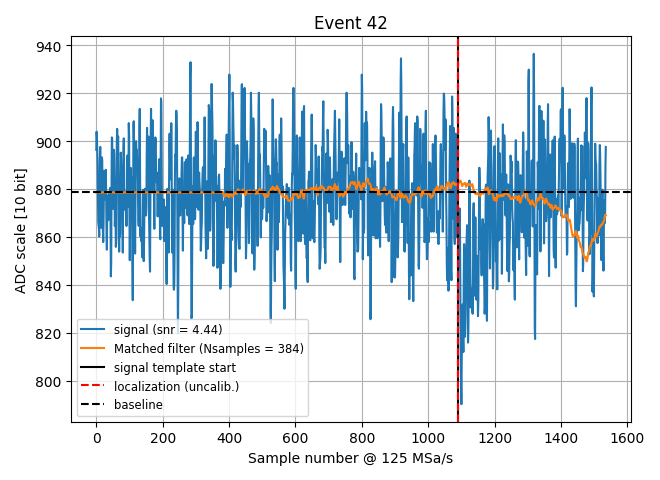 Event 42
ADC scale [10 bit]
940
920
900
880
860
840
820
800
signal (snr = 4.44)
Matched filter (Nsamples = 384)
signal template start
localization (uncalib.)
baseline
0 200 400 600 800 1000 1200 1400 1600
Sample number @ 125 MSa/s